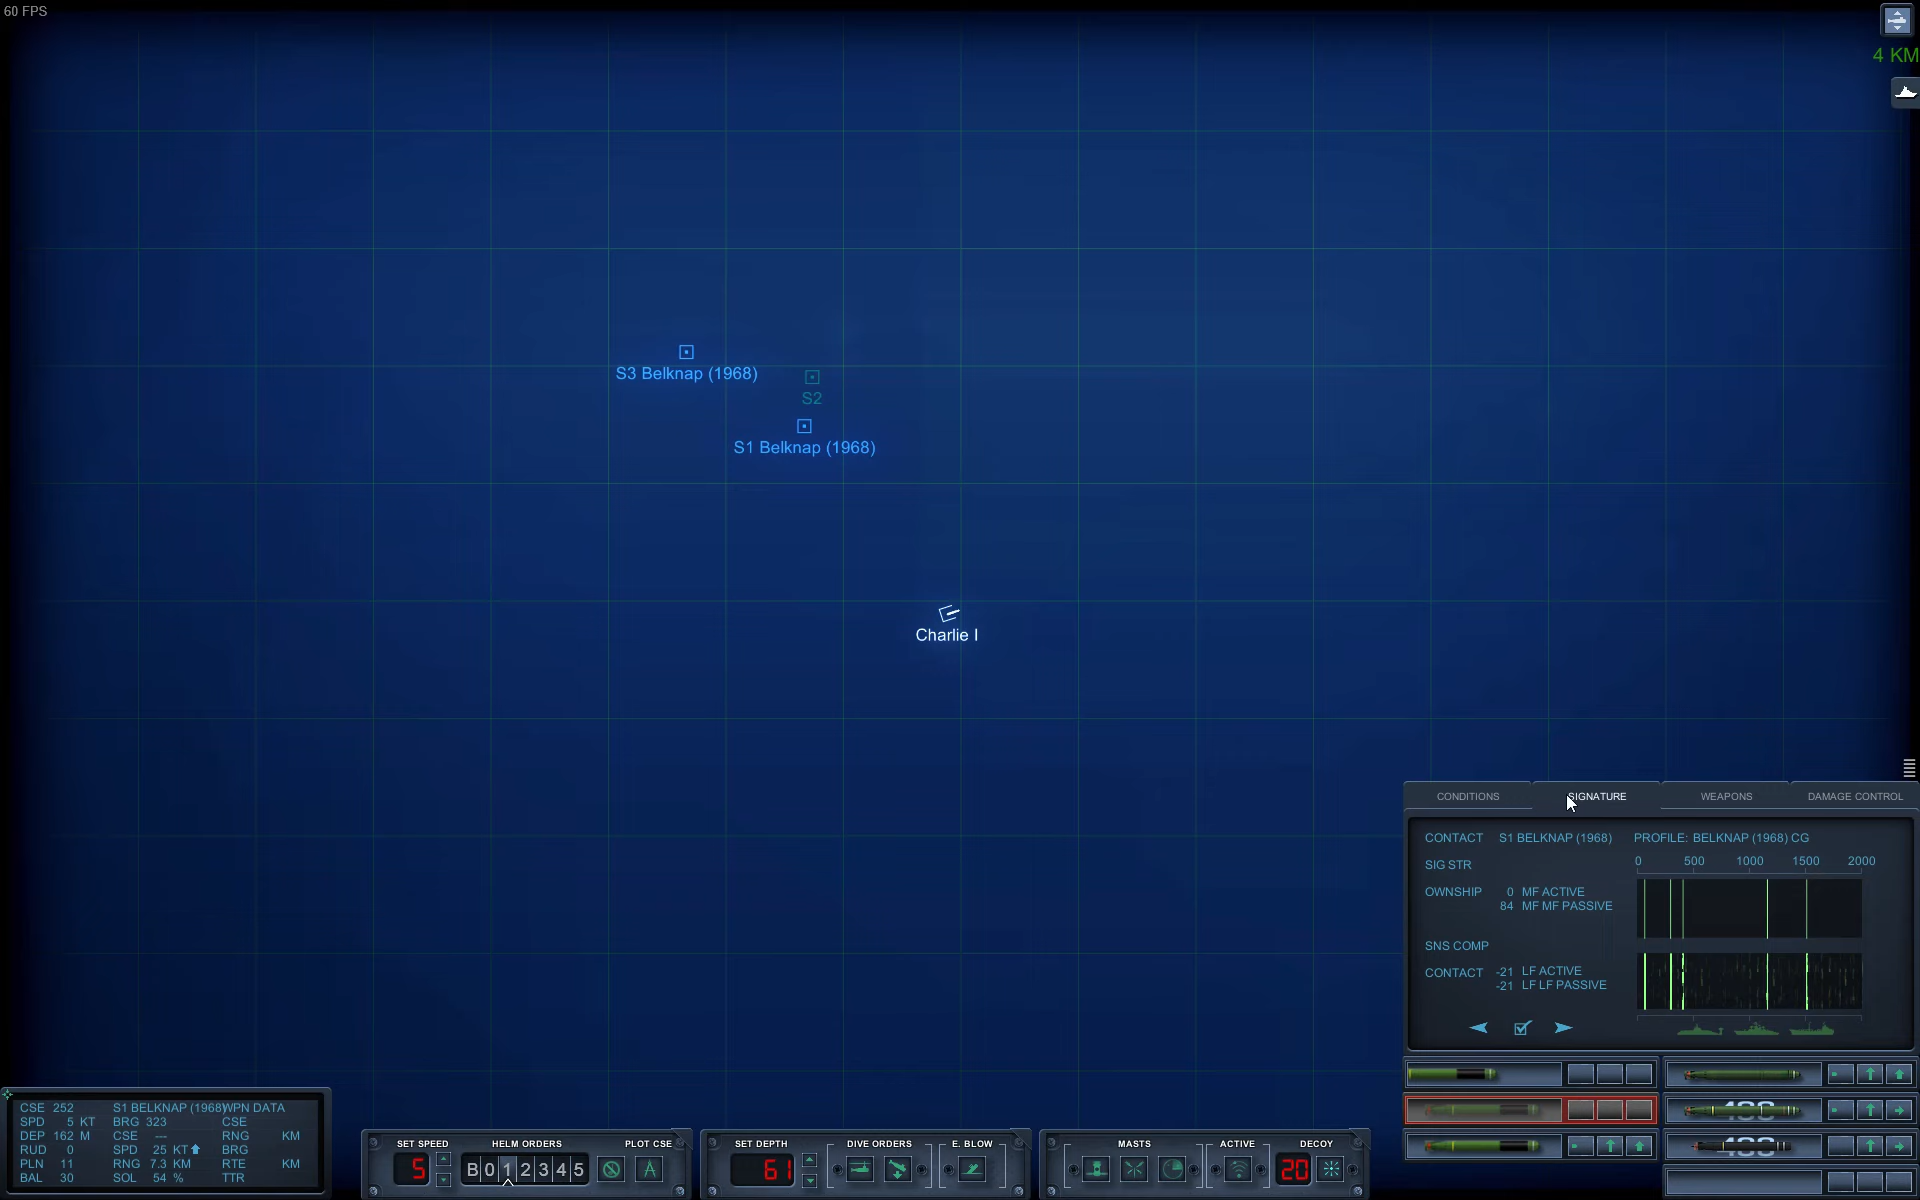 60 FPS
4 KM
S3 Belknap (1968)
S2
S1 Belknap (1968)
Charlie I
CONDITIONS SIGNATURE WEAPONS DAMAGE CONTROL
CONTACT S1 BELKNAP (1968) PROFILE: BELKNAP (1968) CG
0 500 1000 1500 2000
SIG STR
OWNSHIP 0 MF ACTIVE
84 MF MF PASSIVE
SNS COMP
CONTACT -21 LF ACTIVE
-21 LF LF PASSIVE
CSE 252 S1 BELKNAP (1968) WPN DATA
SPD 5 KT BRG 323 CSE
DEP 162 M CSE --- RNG KM
RUD 0 SPD 25 KT BRG
PLN 11 RNG 7.3 KM RTE KM
BAL 30 SOL 54 % TTR
SET SPEED HELM ORDERS PLOT CSE
5 B 0 1 2 3 4 5
SET DEPTH DIVE ORDERS E. BLOW
61
MASTS ACTIVE DECOY
20